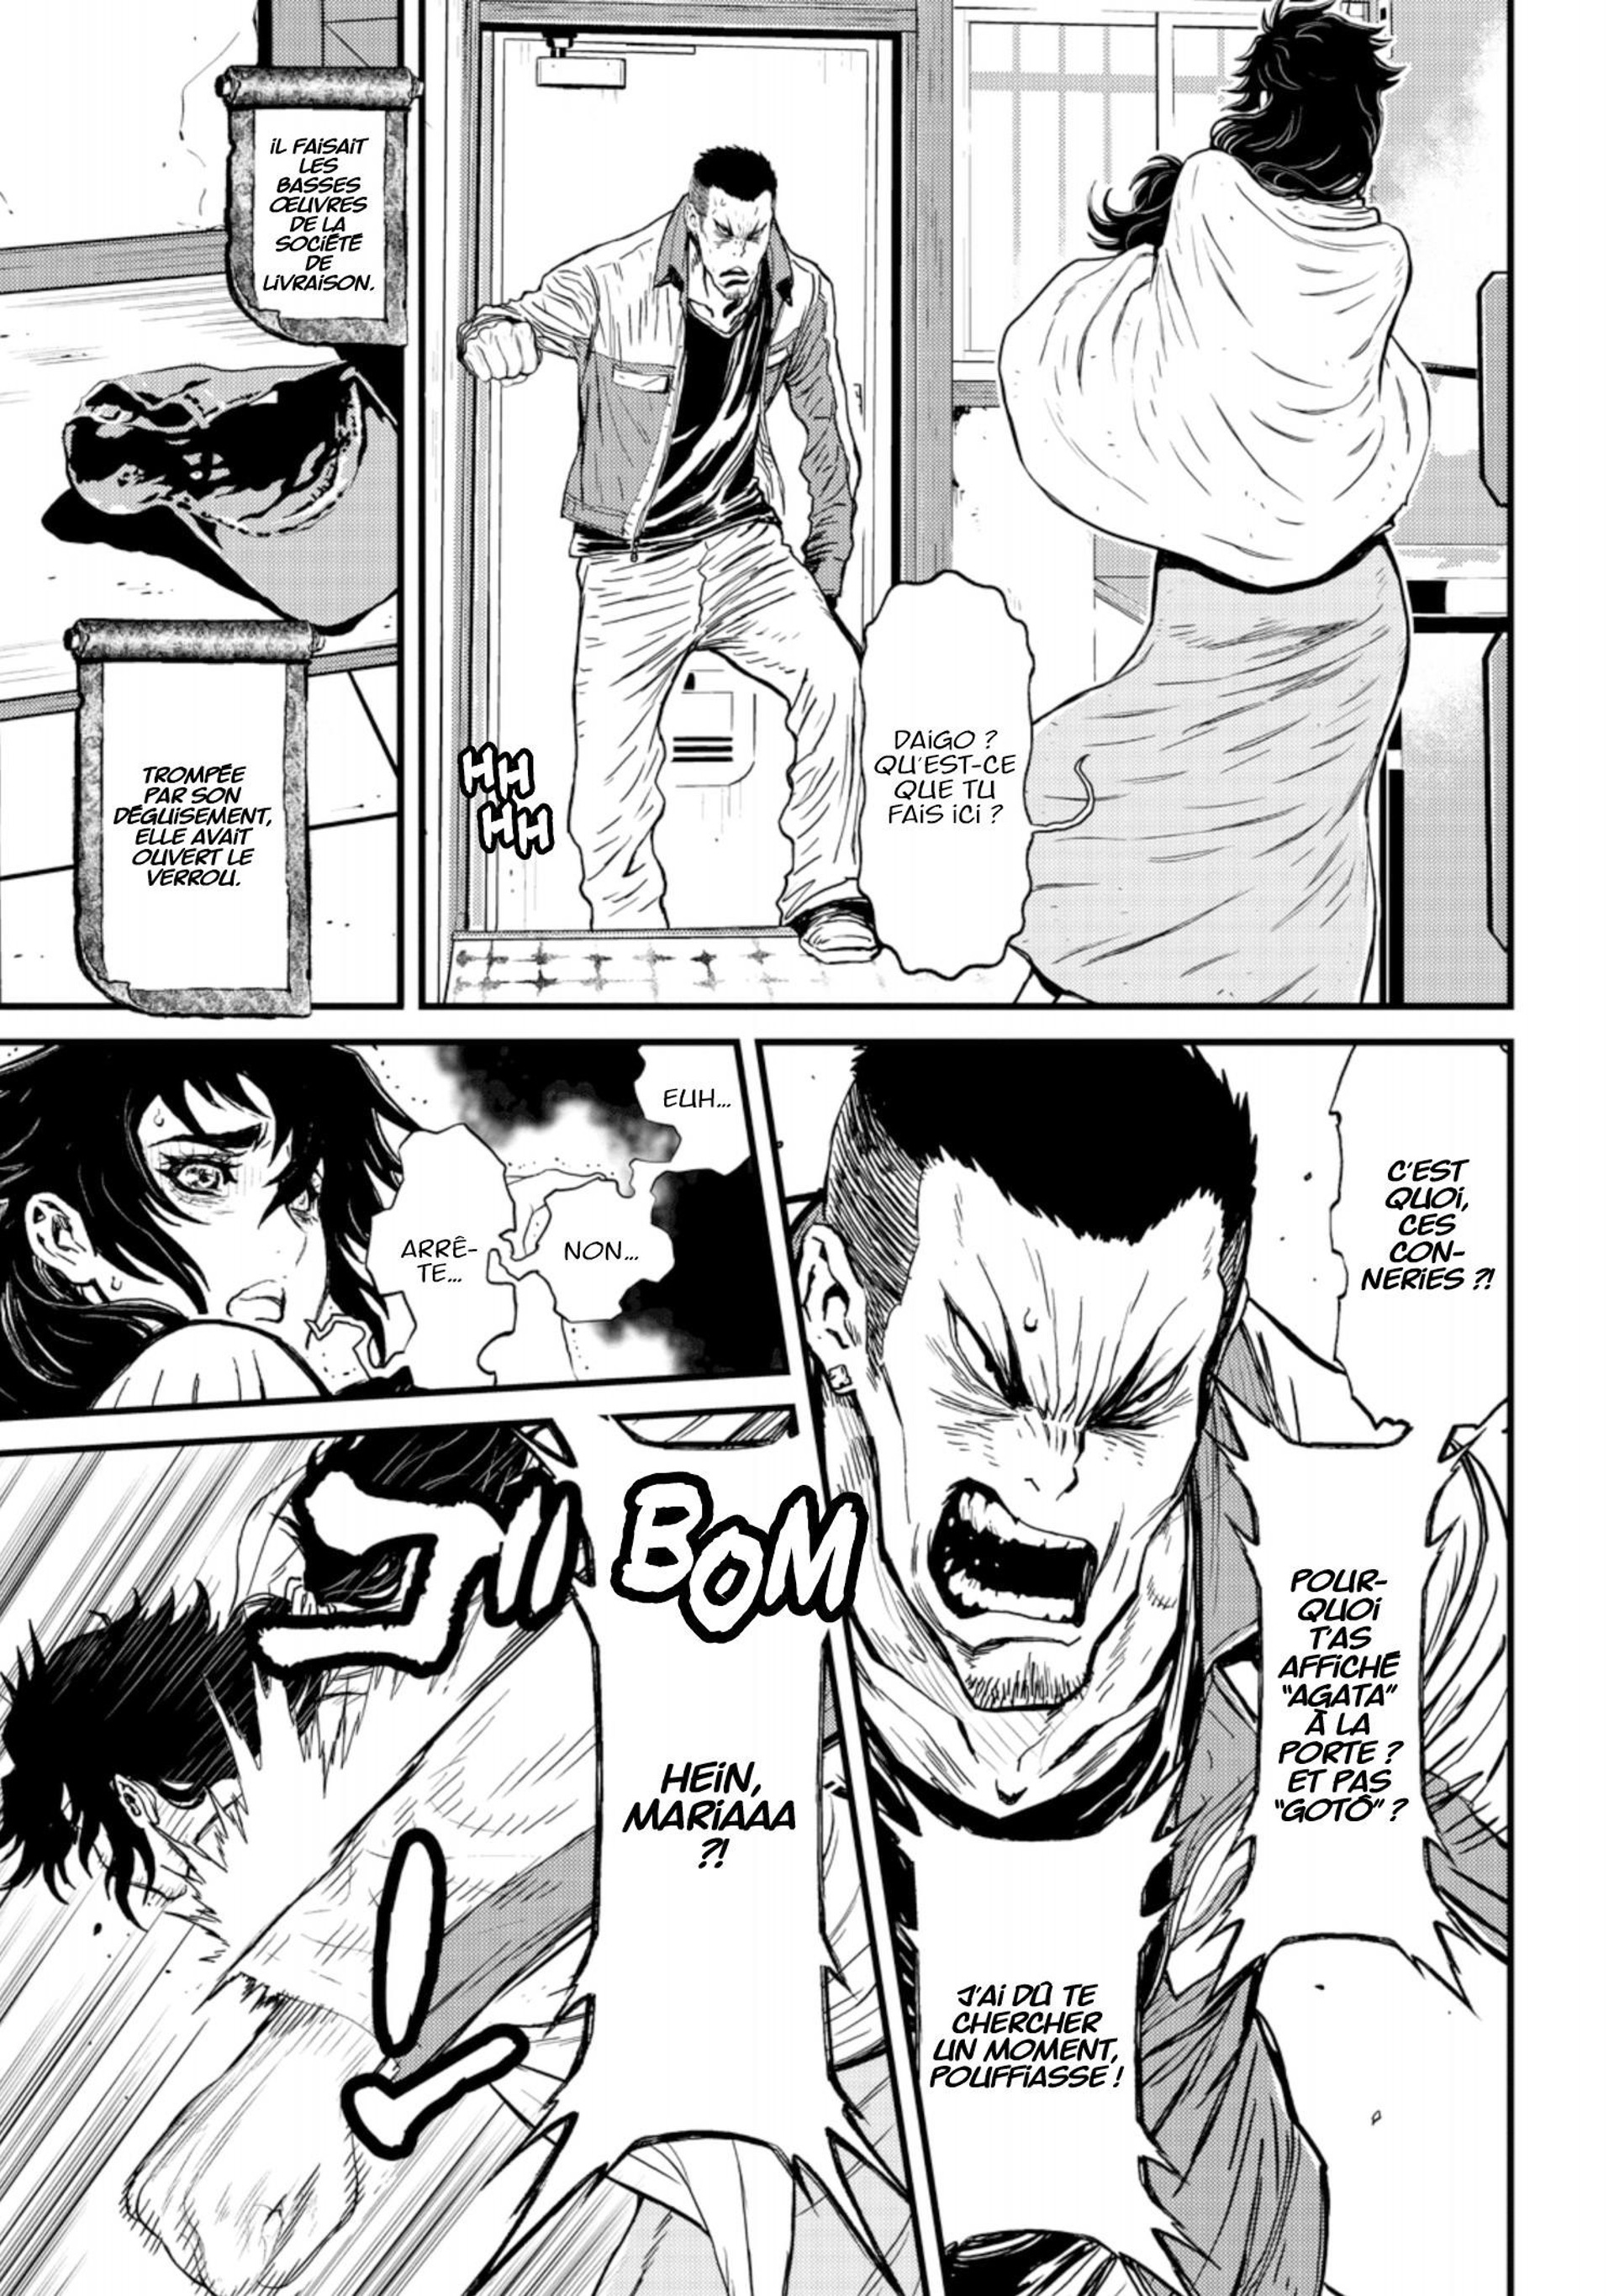 DAIGO ?
QU'EST-CE
QUE TU
FAIS ICI ?
HH
HH
IL FAISAIT
LES
BASSES
ŒUVRES
DE LA
SOCIÉTÉ
DE
LIVRAISON.
TROMPÉE
PAR SON
DÉGUISEMENT,
ELLE AVAIT
OUVERT LE
VERROU.
C'EST
QUOI,
CES
CON-
NERIES ?!
POUR-
QUOI
T'AS
AFFICHÉ
"AGATA"
À LA
PORTE ?
ET PAS
"GOTÔ" ?
J'AI DÛ TE
CHERCHER
UN MOMENT,
POUFFIASSE !
EUH...
NON...
ARRÊ-
TE...
BOM
HEIN,
MARIAAA
?!